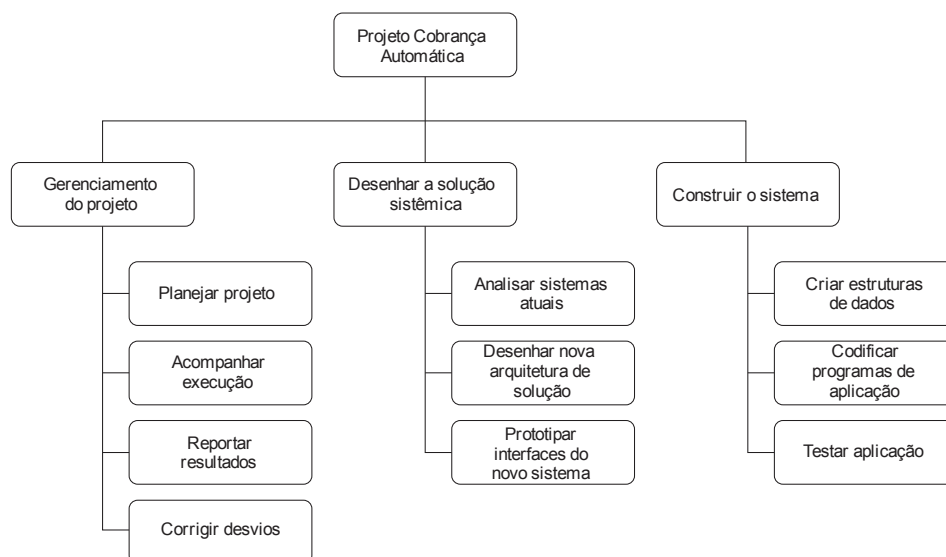 Projeto Cobrança
Automática
Gerenciamento
do projeto
Desenhar a solução
sistêmica
Construir o sistema
Planejar projeto
Acompanhar
execução
Reportar
resultados
Corrigir desvios
Analisar sistemas
atuais
Desenhar nova
arquitetura de
solução
Prototipar
interfaces do
novo sistema
Criar estruturas
de dados
Codificar
programas de
aplicação
Testar aplicação